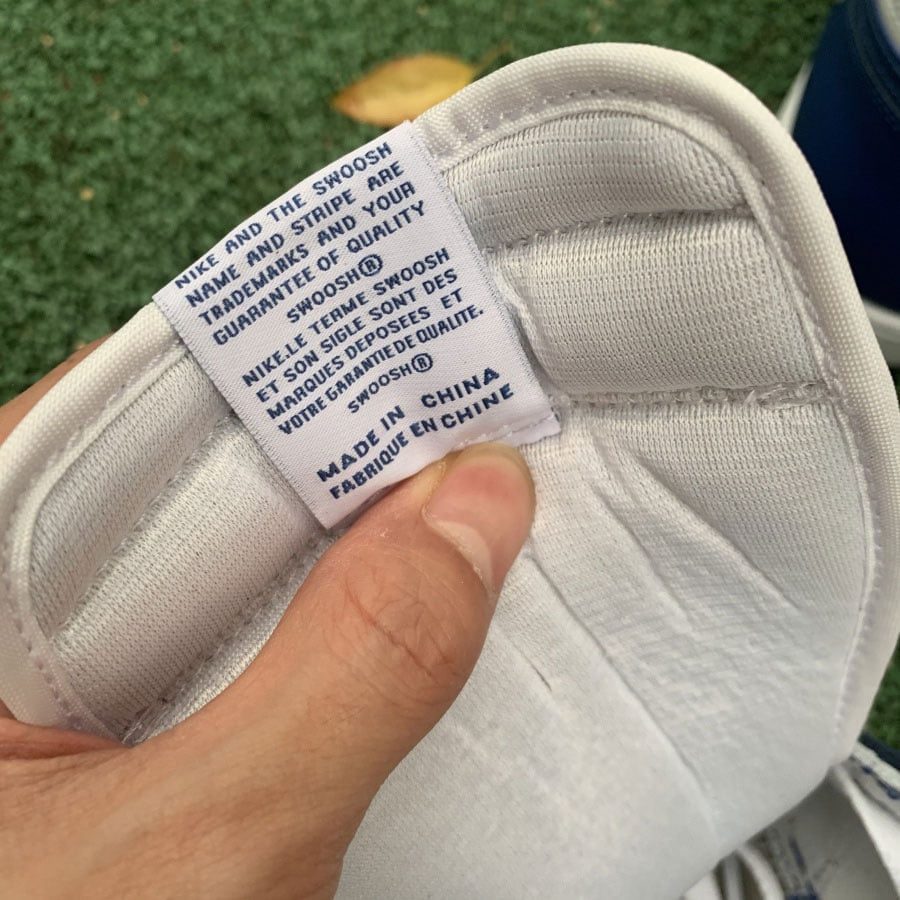 NIKE AND THE SWOOSH
NAME AND STRIPE ARE
TRADEMARKS AND YOUR
GUARANTEE OF QUALITY
SWOOSH®
NIKE.LE TERME SWOOSH
ET SON SIGLE SONT DES
MARQUES DEPOSEES ET
VOTRE GARANTIE DE QUALITE.
SWOOSH®
MADE IN CHINA
FABRIQUE EN CHINE